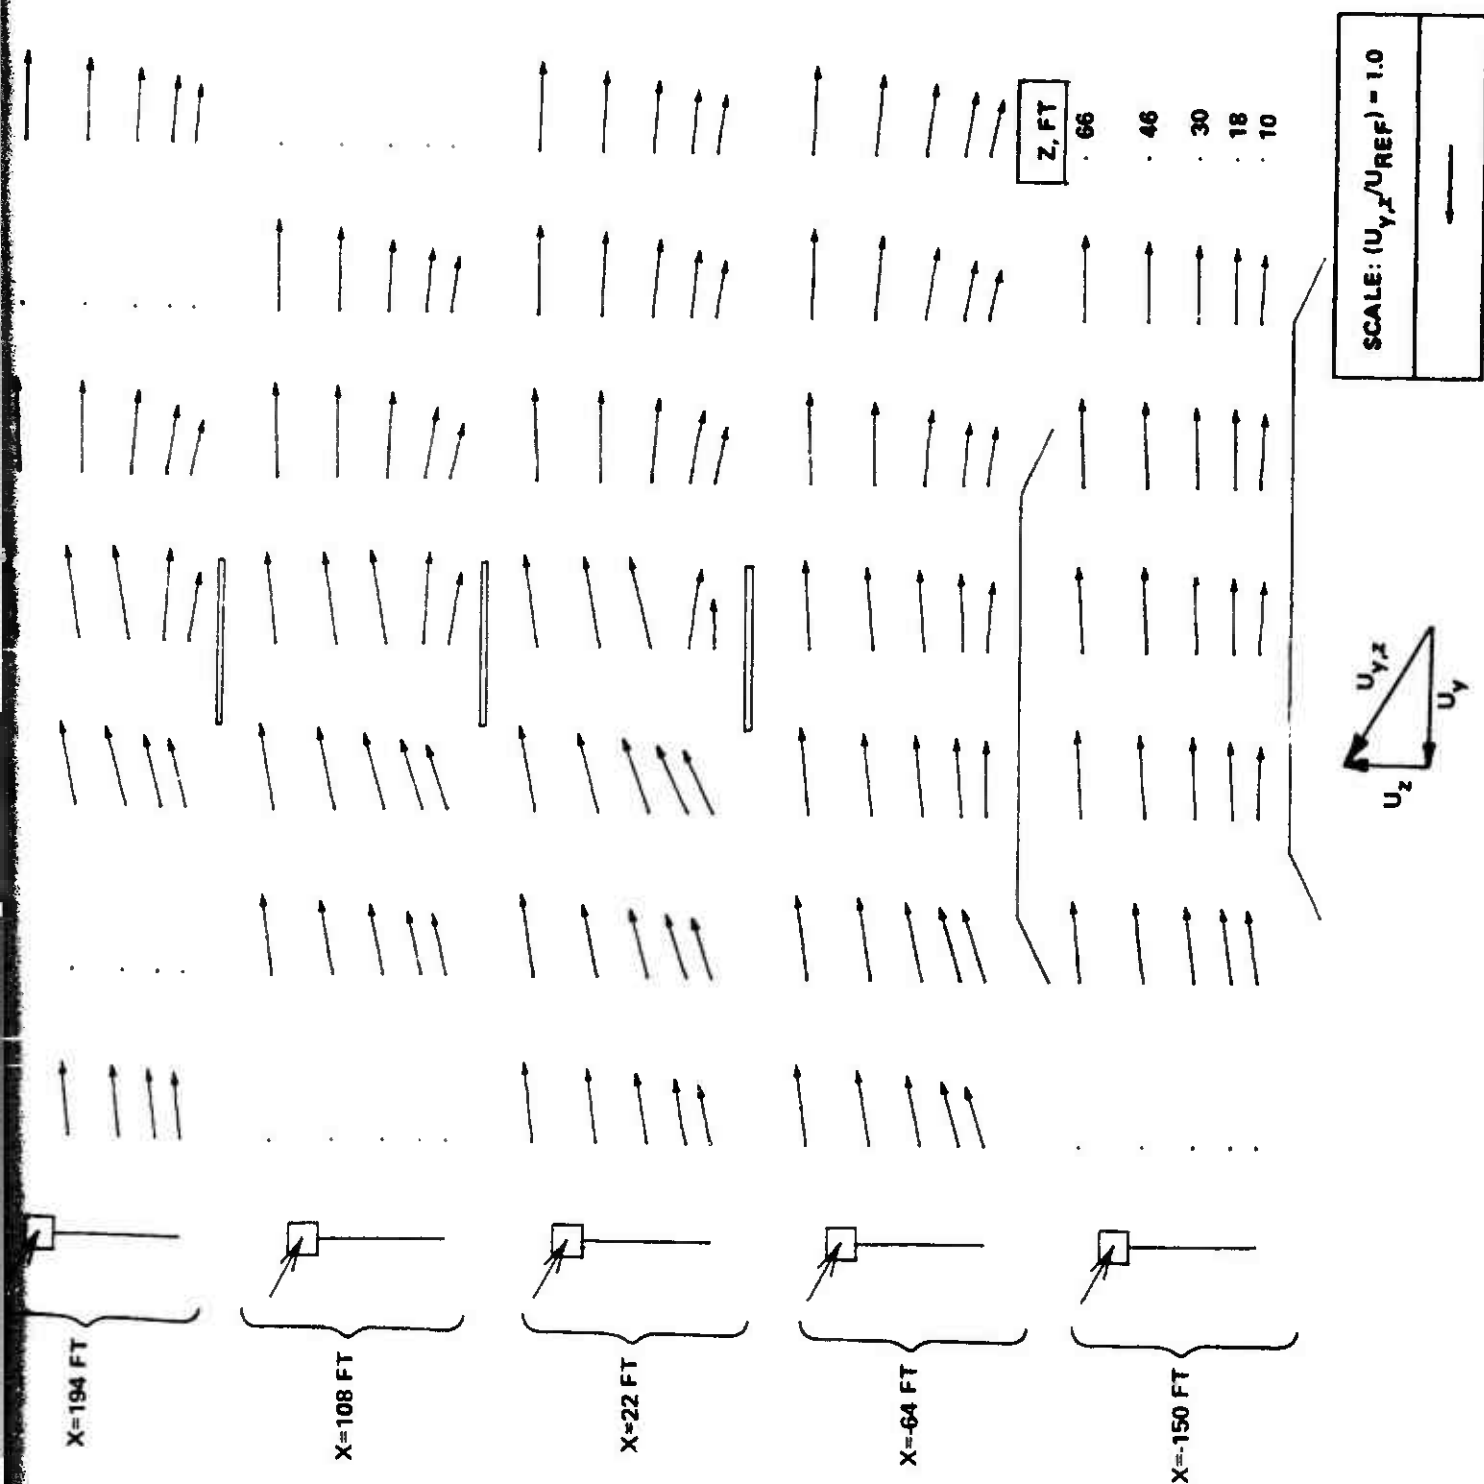 X=194 FT
X=108 FT
X=22 FT
X=-64 FT
X=-150 FT
Z, FT
66
46
30
18
10
SCALE: (U_{Y,Z}/U_{REF}) = 1.0
U_{Y,Z}
U_Z
U_Y